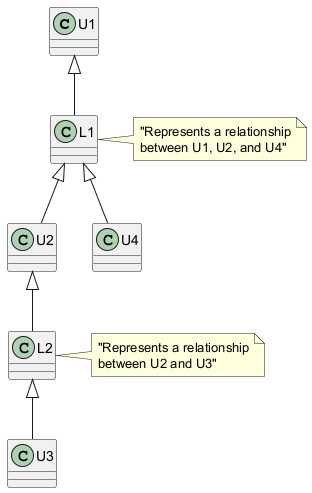 C U1
C L1
"Represents a relationship
between U1, U2, and U4"
C U2
C U4
C L2
"Represents a relationship
between U2 and U3"
C U3